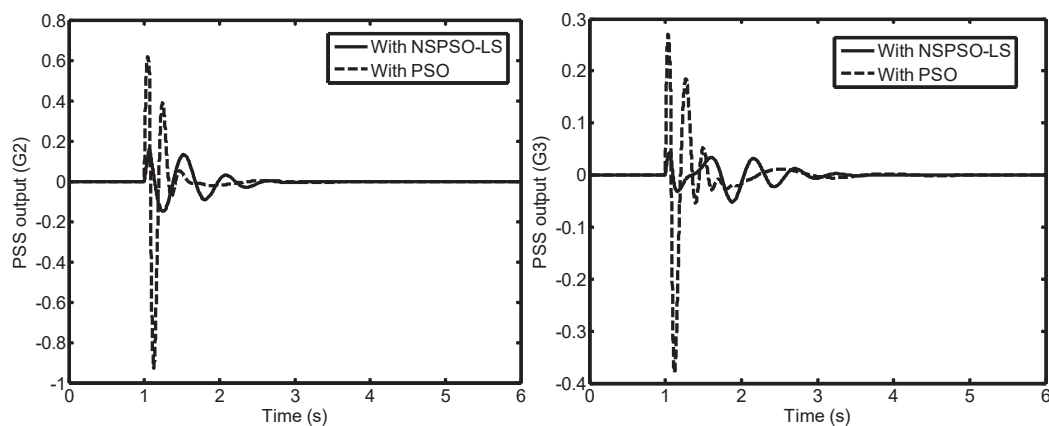 PSS output (G2)
0.8
0.6
0.4
0.2
0
-0.2
-0.4
-0.6
-0.8
-1
With NSPSO-LS
With PSO
0 1 2 3 4 5 6
Time (s)
PSS output (G3)
0.3
0.2
0.1
0
-0.1
-0.2
-0.3
-0.4
With NSPSO-LS
With PSO
0 1 2 3 4 5 6
Time (s)